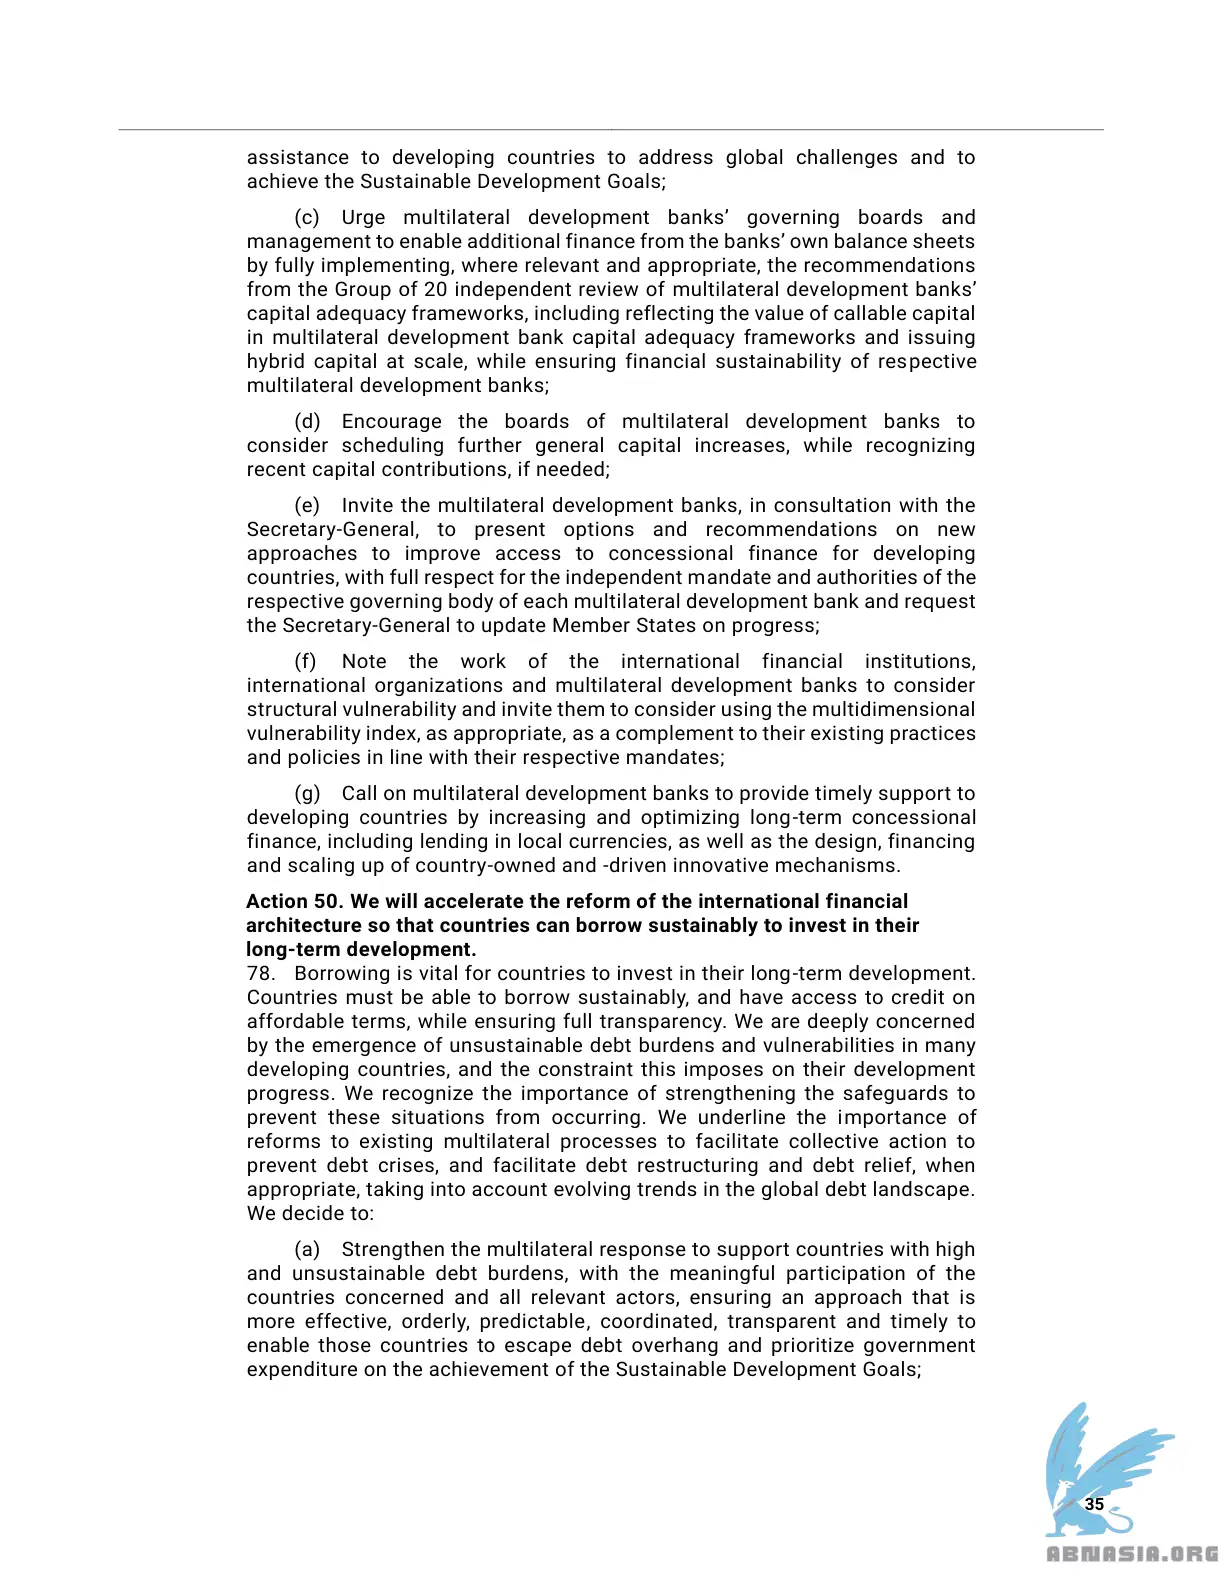 assistance to developing countries to address global challenges and to
achieve the Sustainable Development Goals;
(c) Urge multilateral development banks’ governing boards and
management to enable additional finance from the banks’ own balance sheets
by fully implementing, where relevant and appropriate, the recommendations
from the Group of 20 independent review of multilateral development banks’
capital adequacy frameworks, including reflecting the value of callable capital
in multilateral development bank capital adequacy frameworks and issuing
hybrid capital at scale, while ensuring financial sustainability of respective
multilateral development banks;
(d) Encourage the boards of multilateral development banks to
consider scheduling further general capital increases, while recognizing
recent capital contributions, if needed;
(e) Invite the multilateral development banks, in consultation with the
Secretary-General, to present options and recommendations on new
approaches to improve access to concessional finance for developing
countries, with full respect for the independent mandate and authorities of the
respective governing body of each multilateral development bank and request
the Secretary-General to update Member States on progress;
(f) Note the work of the international financial institutions,
international organizations and multilateral development banks to consider
structural vulnerability and invite them to consider using the multidimensional
vulnerability index, as appropriate, as a complement to their existing practices
and policies in line with their respective mandates;
(g) Call on multilateral development banks to provide timely support to
developing countries by increasing and optimizing long-term concessional
finance, including lending in local currencies, as well as the design, financing
and scaling up of country-owned and -driven innovative mechanisms.
Action 50. We will accelerate the reform of the international financial
architecture so that countries can borrow sustainably to invest in their
long-term development.
78. Borrowing is vital for countries to invest in their long-term development.
Countries must be able to borrow sustainably, and have access to credit on
affordable terms, while ensuring full transparency. We are deeply concerned
by the emergence of unsustainable debt burdens and vulnerabilities in many
developing countries, and the constraint this imposes on their development
progress. We recognize the importance of strengthening the safeguards to
prevent these situations from occurring. We underline the importance of
reforms to existing multilateral processes to facilitate collective action to
prevent debt crises, and facilitate debt restructuring and debt relief, when
appropriate, taking into account evolving trends in the global debt landscape.
We decide to:
(a) Strengthen the multilateral response to support countries with high
and unsustainable debt burdens, with the meaningful participation of the
countries concerned and all relevant actors, ensuring an approach that is
more effective, orderly, predictable, coordinated, transparent and timely to
enable those countries to escape debt overhang and prioritize government
expenditure on the achievement of the Sustainable Development Goals;
35
ABNASIA.ORG